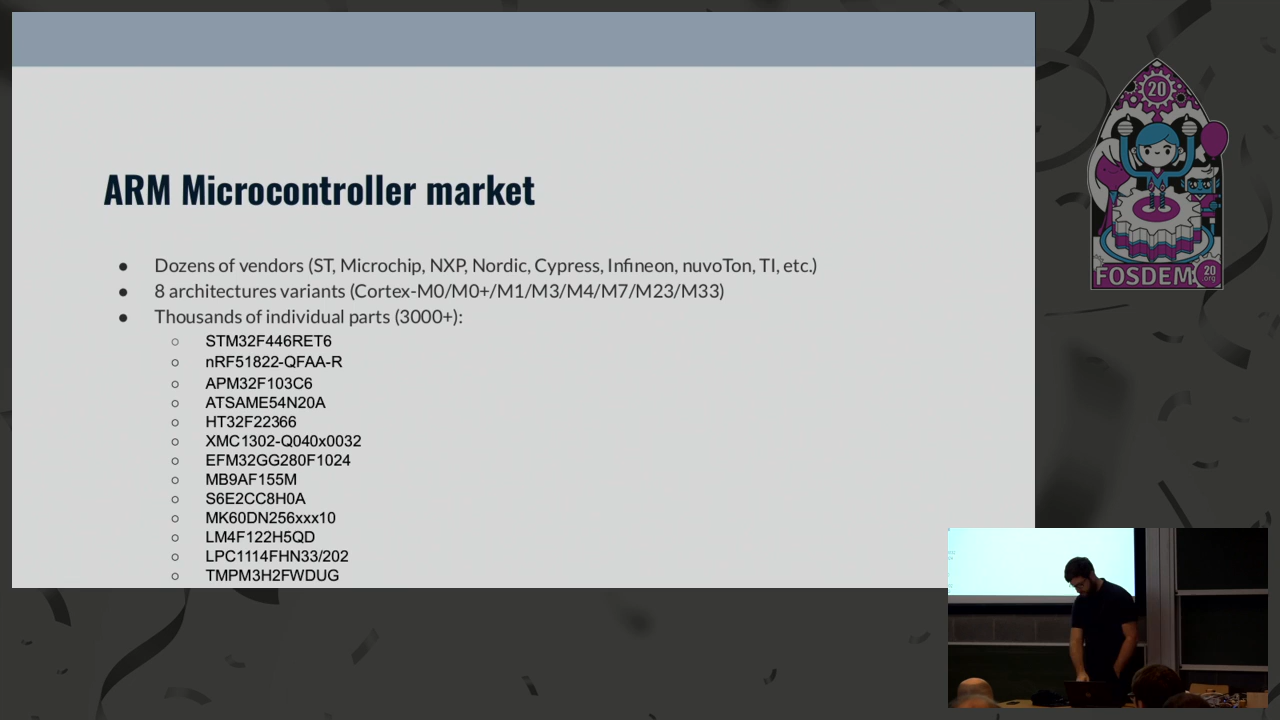 ARM Microcontroller market
● Dozens of vendors (ST, Microchip, NXP, Nordic, Cypress, Infineon, nuvoTon, TI, etc.)
● 8 architectures variants (Cortex-M0/M0+/M1/M3/M4/M7/M23/M33)
● Thousands of individual parts (3000+):
○ STM32F446RET6
○ nRF51822-QFAA-R
○ APM32F103C6
○ ATSAME54N20A
○ HT32F22366
○ XMC1302-Q040x0032
○ EFM32GG280F1024
○ MB9AF155M
○ S6E2CC8H0A
○ MK60DN256xxx10
○ LM4F122H5QD
○ LPC1114FHN33/202
○ TMPM3H2FWDUG
20
FOSDEM
20
.org